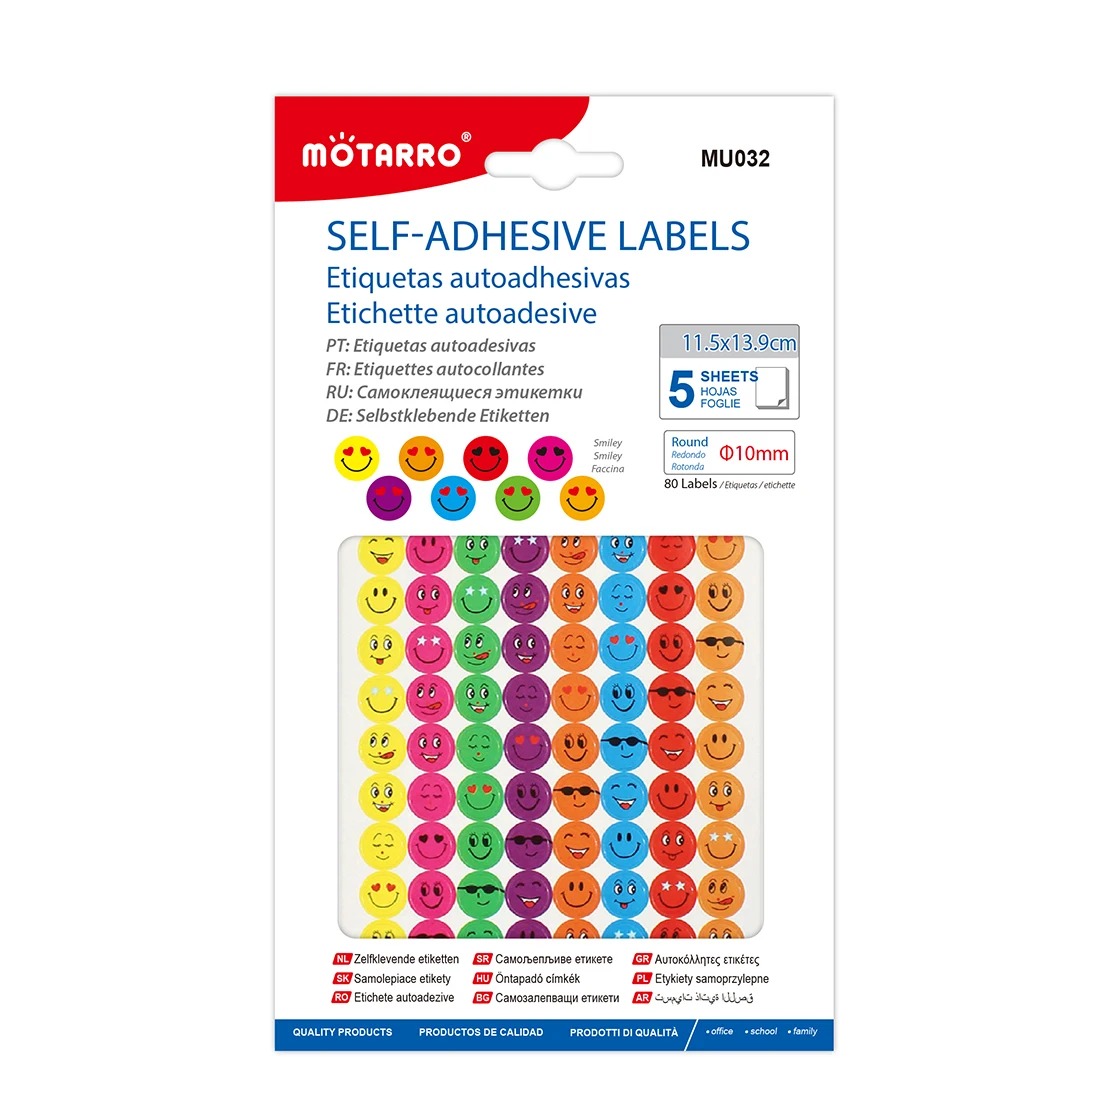 MOTARRO®
MU032
SELF-ADHESIVE LABELS
Etiquetas autoadhesivas
Etichette autoadesive
PT: Etiquetas autoadesivas
FR: Etiquettes autocollantes
RU: Самоклеящиеся этикетки
DE: Selbstklebende Etiketten
11.5x13.9cm
5 SHEETS
HOJAS
FOGLIE
Smiley
Smiley
Faccina
Round
Redondo
Rotonda
Φ10mm
80 Labels / Etiquetas / etichette
NL Zelfklevende etiketten
SR Самољепљиве етикете
GR Αυτοκόλλητες ετικέτες
SK Samolepiace etikety
HU Öntapadó címkék
PL Etykiety samoprzylepne
RO Etichete autoadezive
BG Самозалепващи етикети
AR
QUALITY PRODUCTS PRODUCTOS DE CALIDAD PRODOTTI DI QUALITÀ • office • school • family